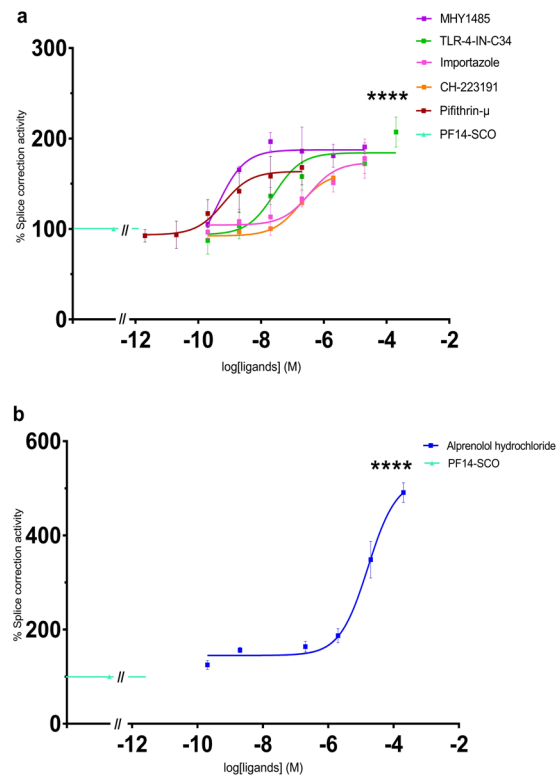 a
MHY1485
TLR-4-IN-C34
Importazole
CH-223191
Pifithrin-μ
PF14-SCO
****
300
200
100
0
% Splice correction activity
//
//
-12 -10 -8 -6 -4 -2
log[ligands] (M)
b
Alprenolol hydrochloride
PF14-SCO
****
600
400
200
0
% Splice correction activity
//
//
-12 -10 -8 -6 -4 -2
log[ligands] (M)